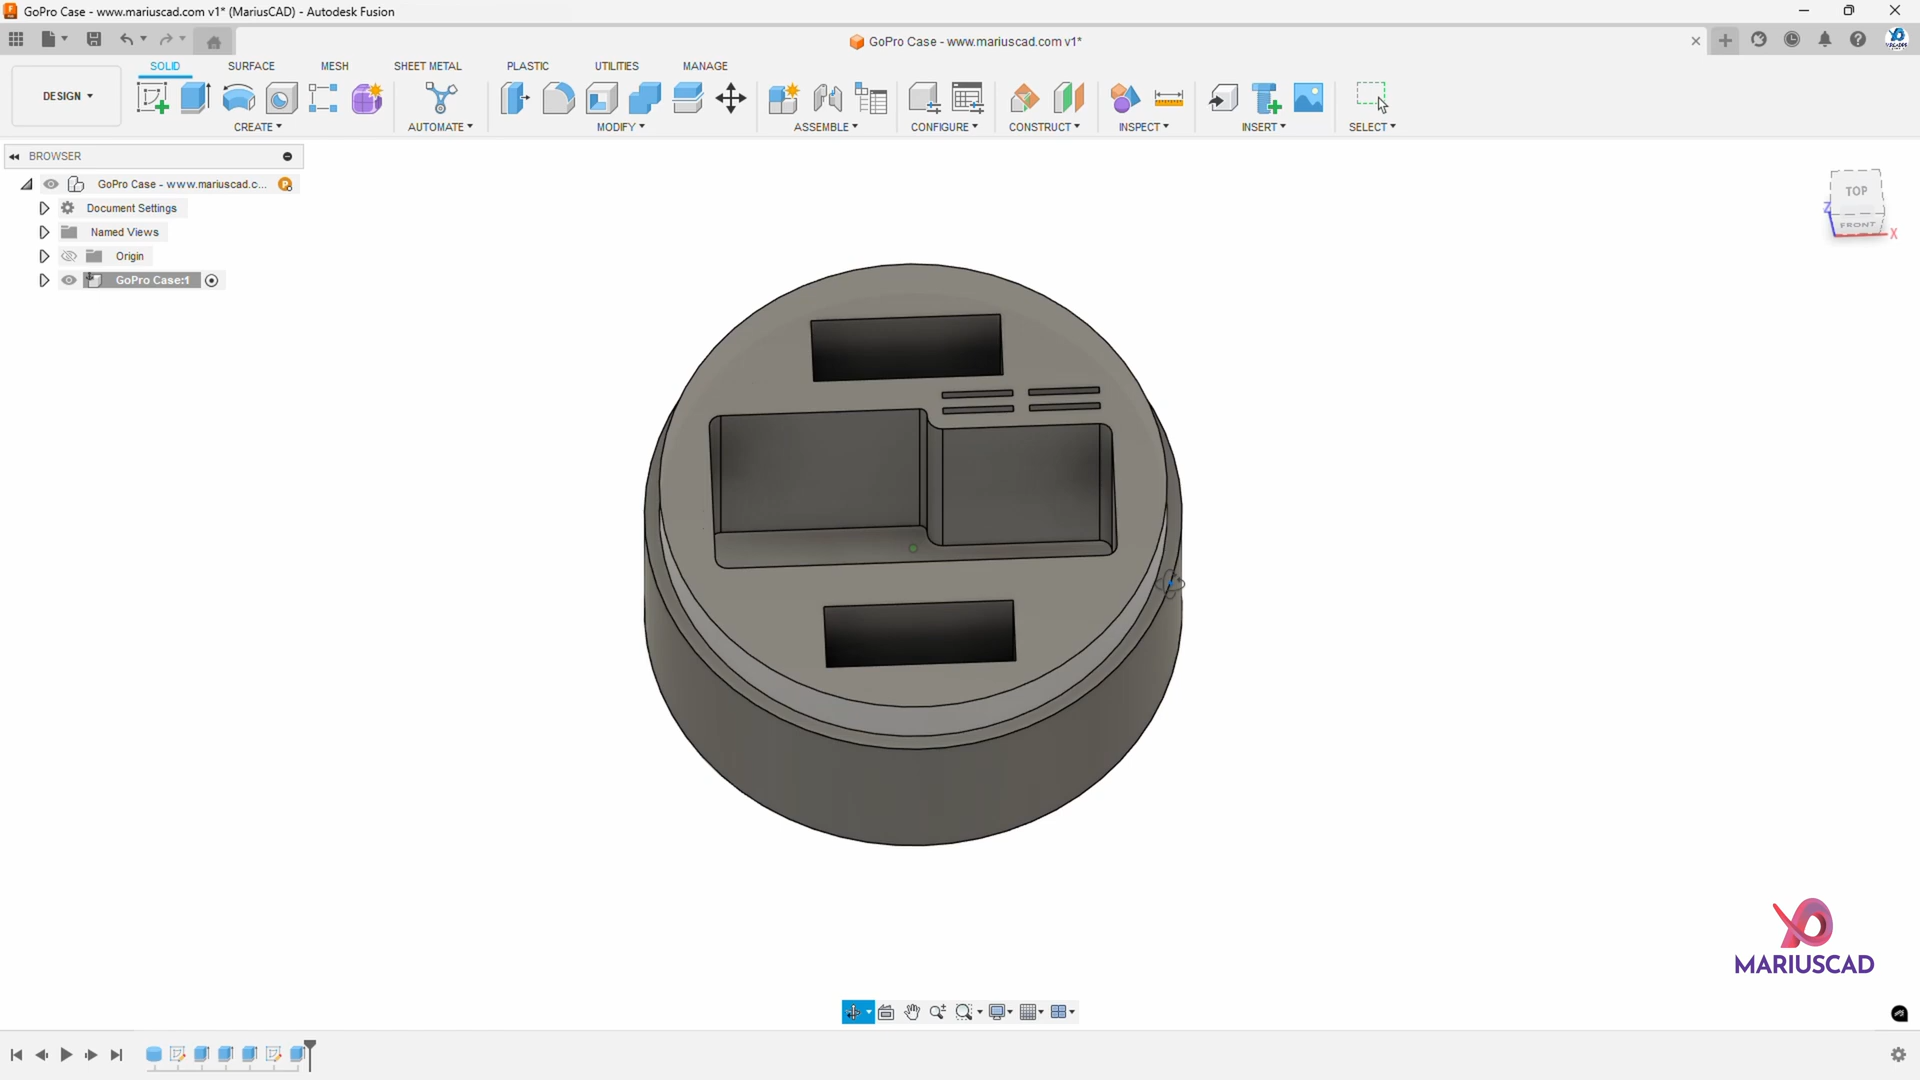 GoPro Case - www.mariuscad.com v1* (MariusCAD) - Autodesk Fusion
GoPro Case - www.mariuscad.com v1*
SOLID SURFACE MESH SHEET METAL PLASTIC UTILITIES MANAGE
DESIGN
CREATE AUTOMATE MODIFY ASSEMBLE CONFIGURE CONSTRUCT INSPECT INSERT SELECT
BROWSER
GoPro Case - www.mariuscad.c...
Document Settings
Named Views
Origin
GoPro Case:1
TOP
FRONT
Z
X
MARIUSCAD